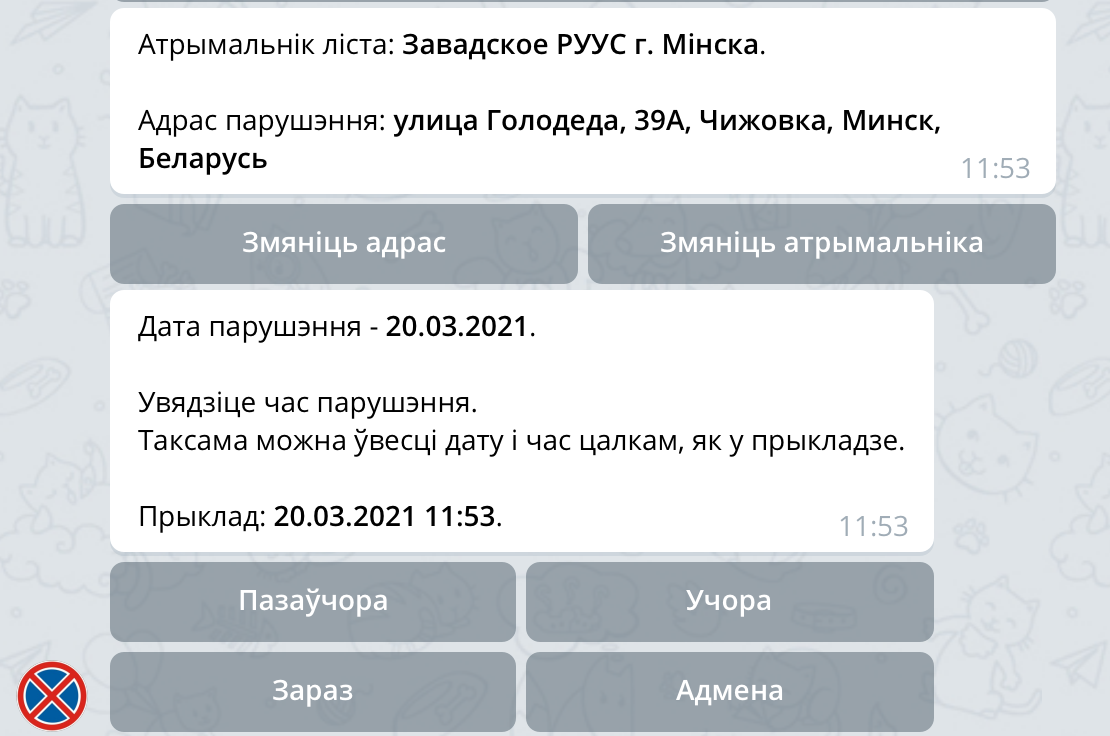 Атрымальнік ліста: Завадское РУУС г. Мінска.
Адрас парушэння: улица Голодеда, 39А, Чижовка, Минск,
Беларусь
11:53
Змяніць адрас
Змяніць атрымальніка
Дата парушэння - 20.03.2021.
Увядзіце час парушэння.
Таксама можна ўвесці дату і час цалкам, як у прыкладзе.
Прыклад: 20.03.2021 11:53.
11:53
Пазаўчора
Учора
Зараз
Адмена